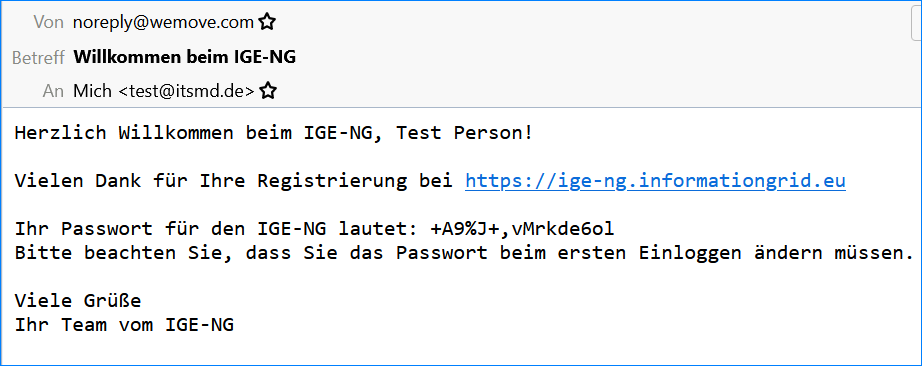 Von noreply@wemove.com
Betreff Willkommen beim IGE-NG
An Mich <test@itsmd.de>
Herzlich Willkommen beim IGE-NG, Test Person!
Vielen Dank für Ihre Registrierung bei https://ige-ng.informationgrid.eu
Ihr Passwort für den IGE-NG lautet: +A9%J+,vMrkde6ol
Bitte beachten Sie, dass Sie das Passwort beim ersten Einloggen ändern müssen.
Viele Grüße
Ihr Team vom IGE-NG